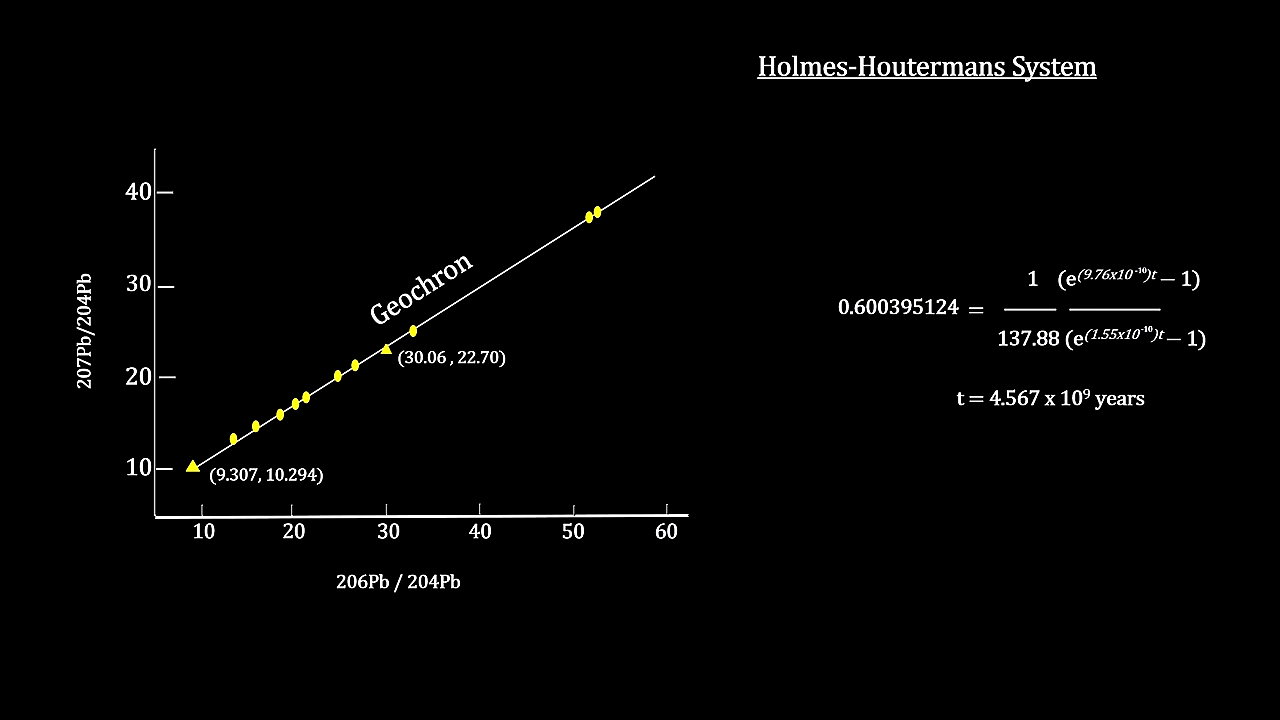 Holmes-Houtermans System
40
30
20
10
207Pb/204Pb
Geochron
(30.06 , 22.70)
(9.307, 10.294)
10 20 30 40 50 60
206Pb / 204Pb
1 (e^(9.76x10^-10)t – 1)
0.600395124 =
137.88 (e^(1.55x10^-10)t – 1)
t = 4.567 x 10⁹ years